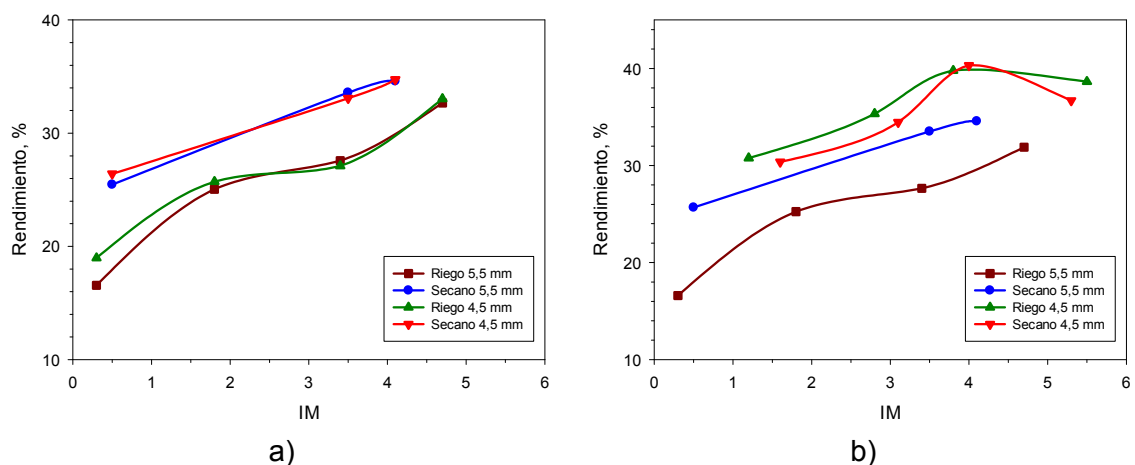 40
30
20
10
Rendimiento, %
0 1 2 3 4 5 6
IM
Riego 5,5 mm
Secano 5,5 mm
Riego 4,5 mm
Secano 4,5 mm
a)
40
30
20
10
Rendimiento, %
0 1 2 3 4 5 6
IM
Riego 5,5 mm
Secano 5,5 mm
Riego 4,5 mm
Secano 4,5 mm
b)